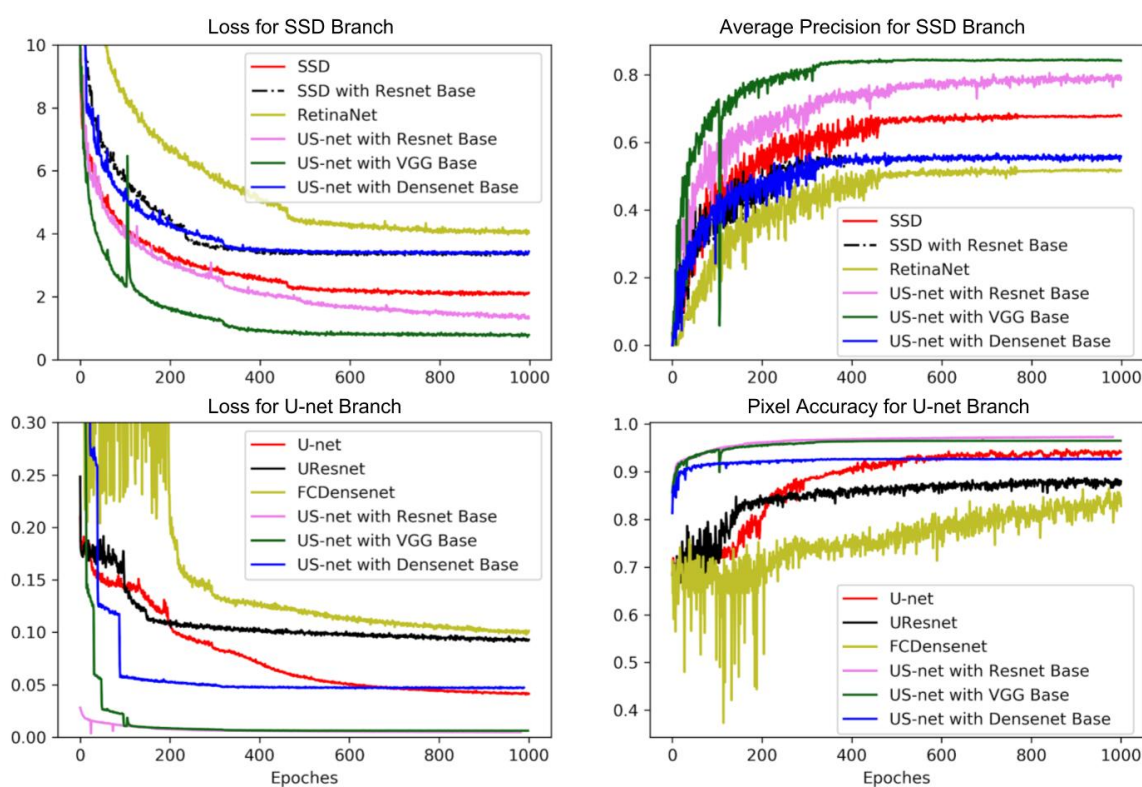 Loss for SSD Branch
10
8
6
4
2
0
SSD
SSD with Resnet Base
RetinaNet
US-net with Resnet Base
US-net with VGG Base
US-net with Densenet Base
0 200 400 600 800 1000
Average Precision for SSD Branch
0.8
0.6
0.4
0.2
0.0
SSD
SSD with Resnet Base
RetinaNet
US-net with Resnet Base
US-net with VGG Base
US-net with Densenet Base
0 200 400 600 800 1000
Loss for U-net Branch
0.30
0.25
0.20
0.15
0.10
0.05
0.00
U-net
UResnet
FCDensenet
US-net with Resnet Base
US-net with VGG Base
US-net with Densenet Base
0 200 400 600 800 1000
Epoches
Pixel Accuracy for U-net Branch
1.0
0.9
0.8
0.7
0.6
0.5
0.4
U-net
UResnet
FCDensenet
US-net with Resnet Base
US-net with VGG Base
US-net with Densenet Base
0 200 400 600 800 1000
Epoches